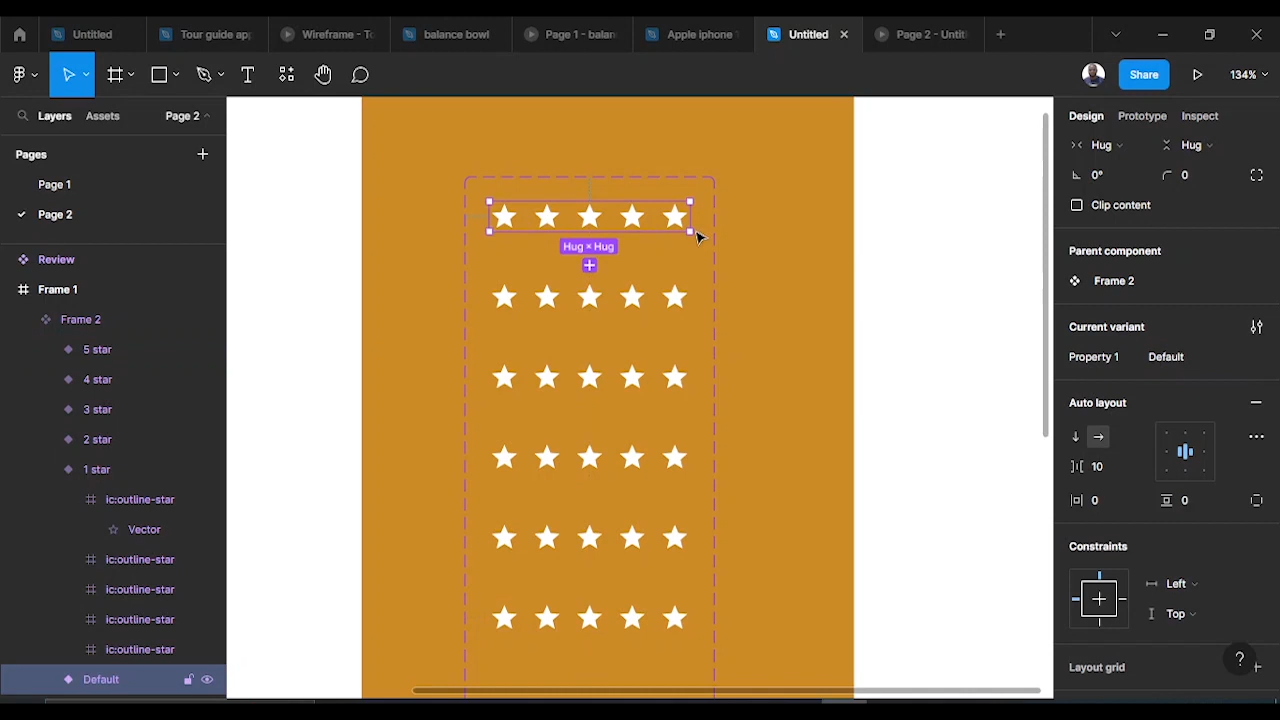 Untitled
Tour guide app
Wireframe - To
balance bowl
Page 1 - balan
Apple iphone 1
Untitled
Page 2 - Untit
Share
134%
Layers
Assets
Page 2
Pages
Page 1
Page 2
Review
Frame 1
Frame 2
5 star
4 star
3 star
2 star
1 star
ic:outline-star
Vector
ic:outline-star
ic:outline-star
ic:outline-star
ic:outline-star
Default
Hug × Hug
Design
Prototype
Inspect
Hug
Hug
0°
0
Clip content
Parent component
Frame 2
Current variant
Property 1
Default
Auto layout
10
0
0
Constraints
Left
Top
Layout grid
?